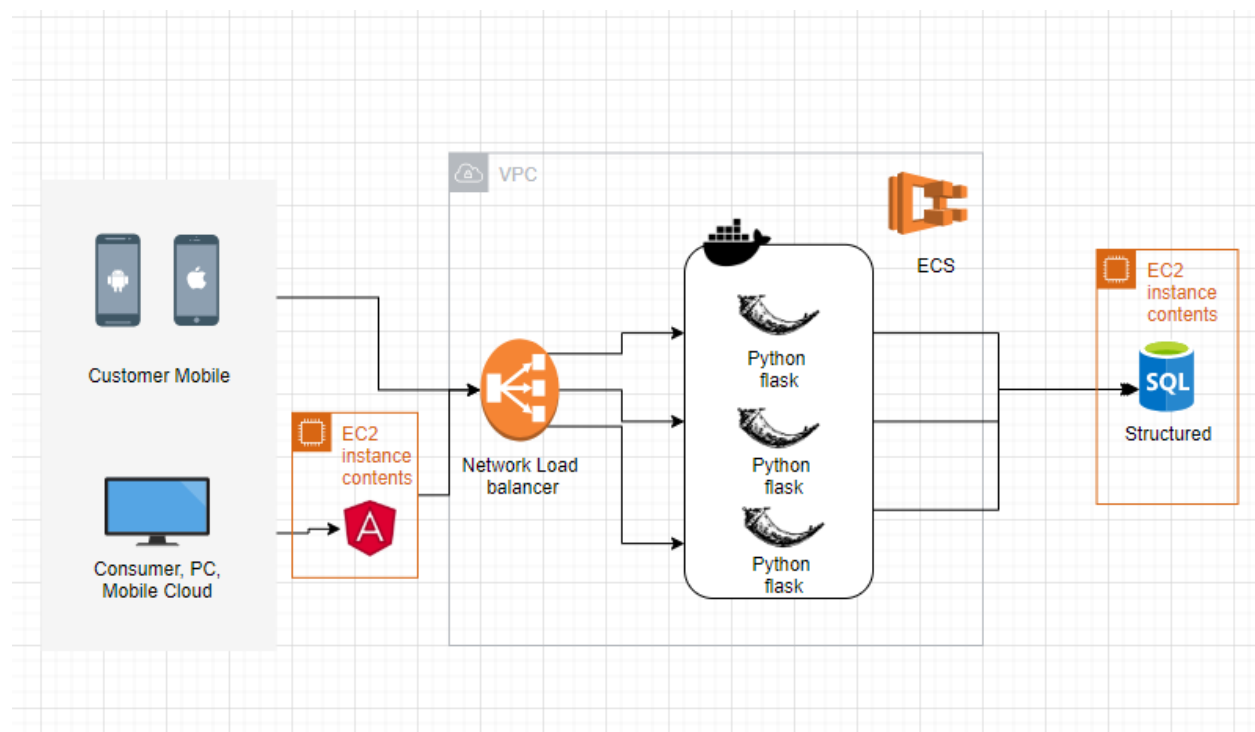 VPC
ECS
EC2
instance
contents
SQL
Structured
Customer Mobile
Python
flask
EC2
instance
contents
Network Load
balancer
Python
flask
Consumer, PC,
Mobile Cloud
A
Python
flask